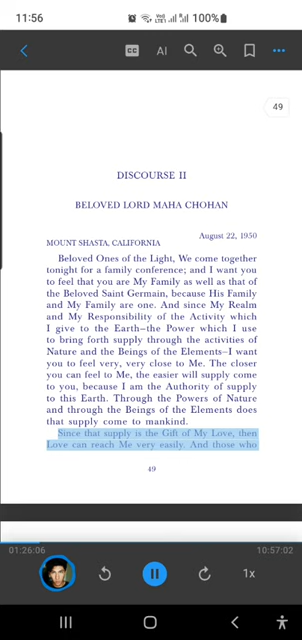 11:56
100%
CC
AI
49
DISCOURSE II
BELOVED LORD MAHA CHOHAN
August 22, 1950
MOUNT SHASTA, CALIFORNIA
Beloved Ones of the Light, We come together
tonight for a family conference; and I want you
to feel that you are My Family as well as that of
the Beloved Saint Germain, because His Family
and My Family are one. And since My Realm
and My Responsibility of the Activity which
I give to the Earth—the Power which I use
to bring forth supply through the activities of
Nature and the Beings of the Elements—I want
you to feel very, very close to Me. The closer
you can feel to Me, the easier will supply come
to you, because I am the Authority of supply
to this Earth. Through the Powers of Nature
and through the Beings of the Elements does
that supply come to mankind.
Since that supply is the Gift of My Love, then
Love can reach Me very easily. And those who
49
01:26:06
10:57:02
1x